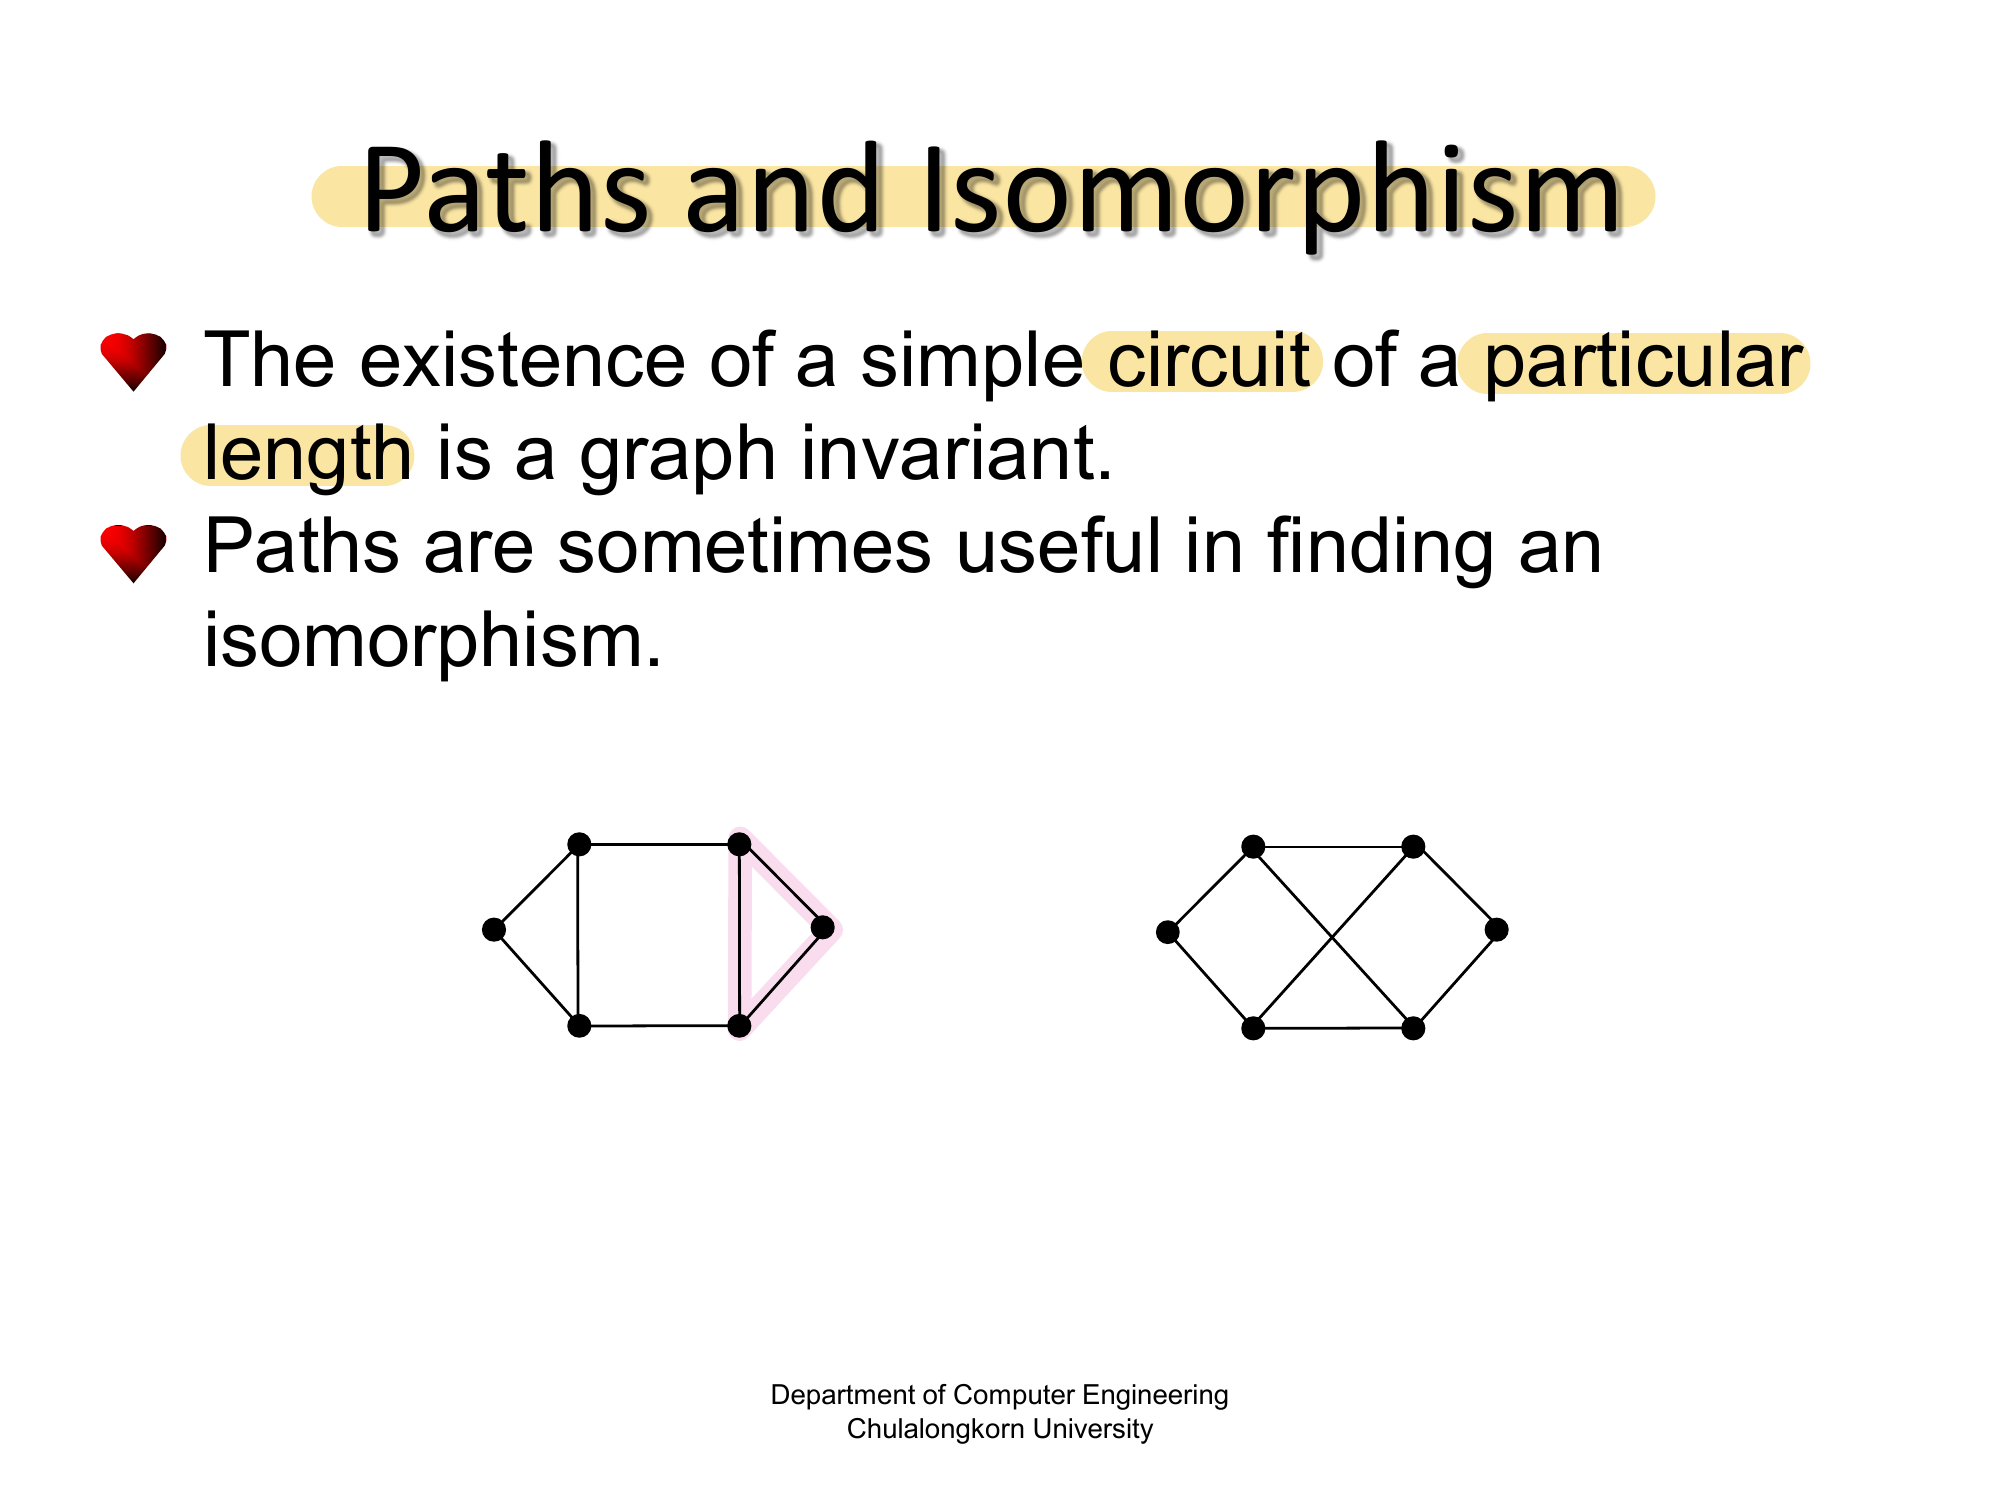 Paths and Isomorphism
The existence of a simple circuit of a particular
length is a graph invariant.
Paths are sometimes useful in finding an
isomorphism.
Department of Computer Engineering
Chulalongkorn University